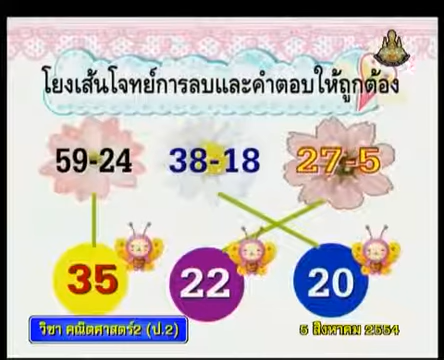 โยงเส้นโจทย์การลบและคำตอบให้ถูกต้อง
59-24 38-18 27-5
35 22 20
วิชา คณิตศาสตร์2 (ป.2) 5 สิงหาคม 2554